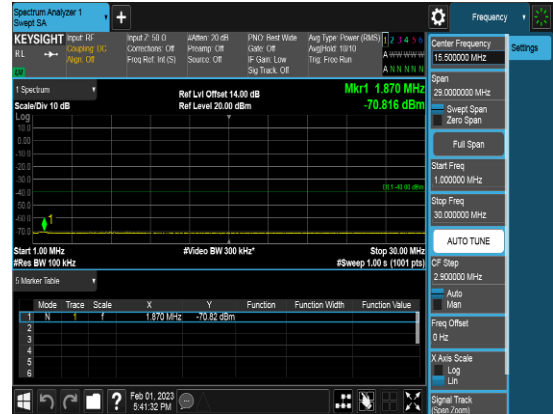 Spectrum Analyzer 1
Swept SA
+
Frequency
KEYSIGHT
RL
Input: RF
Coupling: DC
Align: Off
Input Z: 50 Ω
Corrections: Off
Freq Ref: Int (S)
#Atten: 20 dB
Preamp: Off
Source: Off
PNO: Best Wide
Gate: Off
IF Gain: Low
Sig Track: Off
Avg Type: Power (RMS)
Avg|Hold: 10/10
Trig: Free Run
1 2 3 4 5 6
A W W W W W
A N N N N N
1 Spectrum
Scale/Div 10 dB
Ref Lvl Offset 14.00 dB
Ref Level 20.00 dBm
Mkr1 1.870 MHz
-70.816 dBm
Log
10.0
0.00
-10.0
-20.0
-30.0
-40.0
-50.0
-60.0
-70.0
DL1 -40.00 dBm
1
Start 1.00 MHz
#Res BW 100 kHz
#Video BW 300 kHz*
Stop 30.00 MHz
#Sweep 1.00 s (1001 pts)
5 Marker Table
Mode Trace Scale X Y Function Function Width Function Value
1 N 1 f 1.870 MHz -70.82 dBm
2
3
4
5
6
Feb 01, 2023
5:41:32 PM
?
Center Frequency
15.500000 MHz
Settings
Span
29.0000000 MHz
Swept Span
Zero Span
Full Span
Start Freq
1.000000 MHz
Stop Freq
30.000000 MHz
AUTO TUNE
CF Step
2.900000 MHz
Auto
Man
Freq Offset
0 Hz
X Axis Scale
Log
Lin
Signal Track
(Span Zoom)